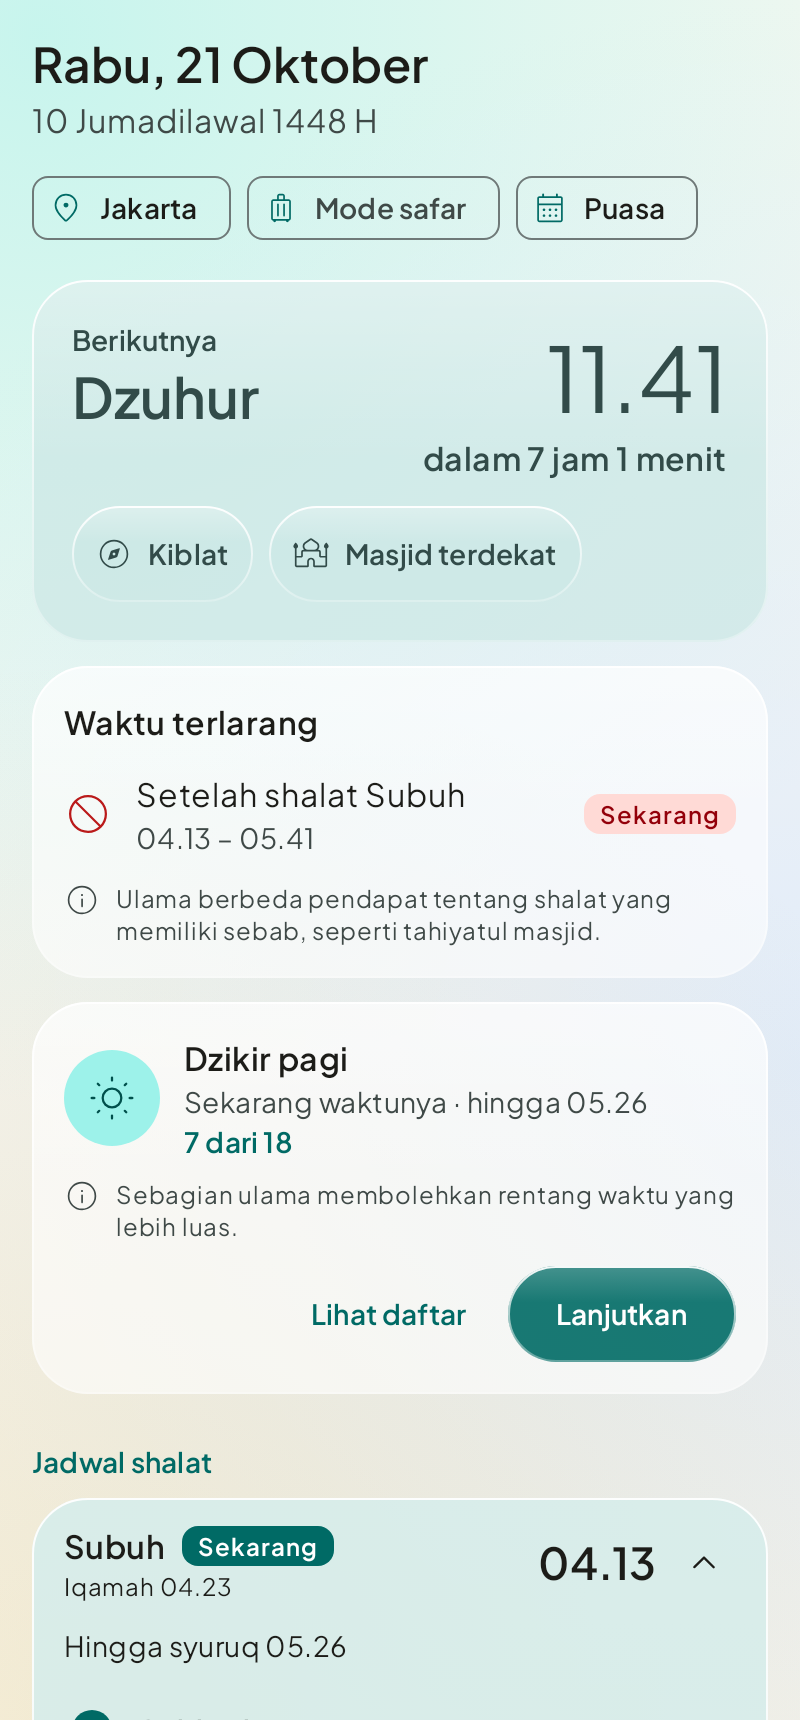 Rabu, 21 Oktober
10 Jumadilawal 1448 H
Jakarta
Mode safar
Puasa
Berikutnya
Dzuhur
11.41
dalam 7 jam 1 menit
Kiblat
Masjid terdekat
Waktu terlarang
Setelah shalat Subuh
04.13 – 05.41
Sekarang
Ulama berbeda pendapat tentang shalat yang
memiliki sebab, seperti tahiyatul masjid.
Dzikir pagi
Sekarang waktunya · hingga 05.26
7 dari 18
Sebagian ulama membolehkan rentang waktu yang
lebih luas.
Lihat daftar
Lanjutkan
Jadwal shalat
Subuh
Sekarang
Iqamah 04.23
04.13
Hingga syuruq 05.26